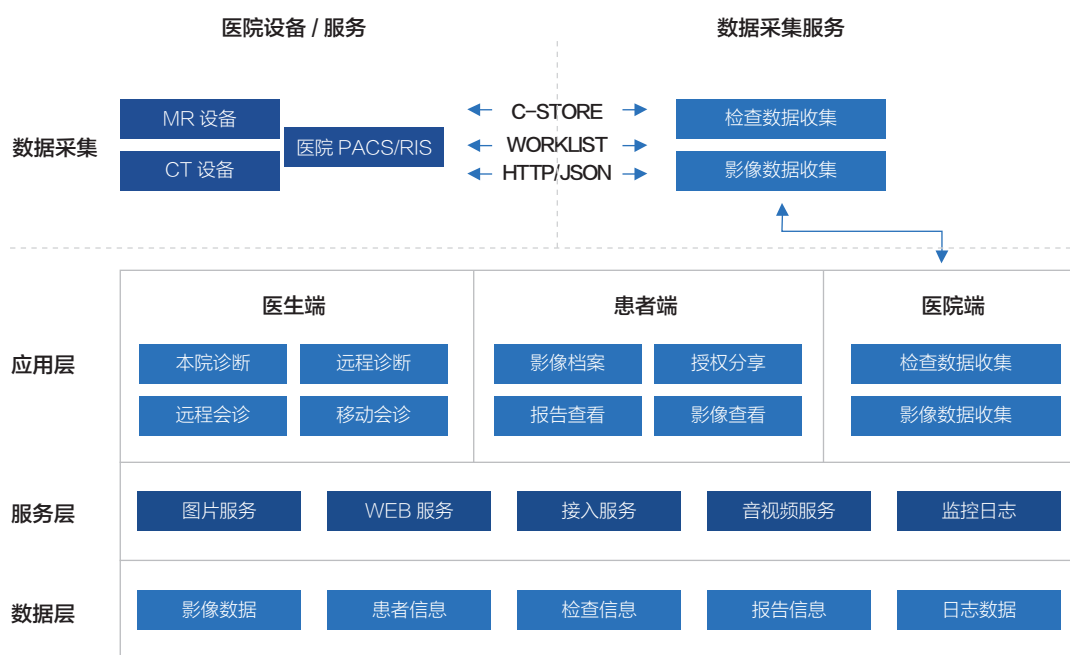 医院设备 / 服务
数据采集服务
数据采集
MR 设备
CT 设备
医院 PACS/RIS
C-STORE
WORKLIST
HTTP/JSON
检查数据收集
影像数据收集
应用层
医生端
本院诊断
远程诊断
远程会诊
移动会诊
患者端
影像档案
授权分享
报告查看
影像查看
医院端
检查数据收集
影像数据收集
服务层
图片服务
WEB 服务
接入服务
音视频服务
监控日志
数据层
影像数据
患者信息
检查信息
报告信息
日志数据